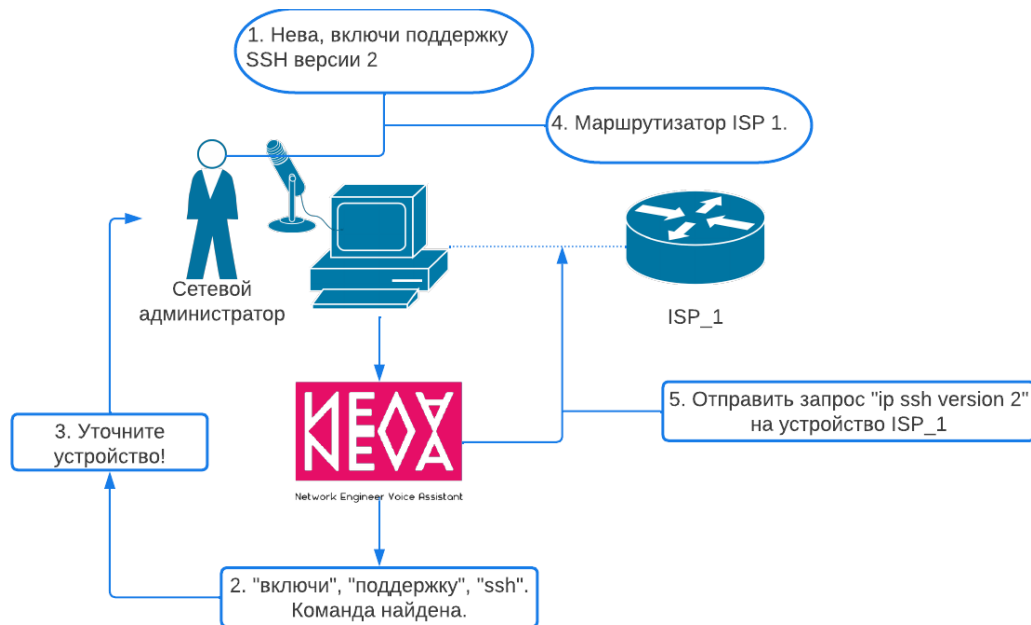 1. Нева, включи поддержку
SSH версии 2
4. Маршрутизатор ISP 1.
Сетевой
администратор
ISP_1
NEVA
NEVA
Network Engineer Voice Assistant
3. Уточните
устройство!
5. Отправить запрос "ip ssh version 2"
на устройство ISP_1
2. "включи", "поддержку", "ssh".
Команда найдена.